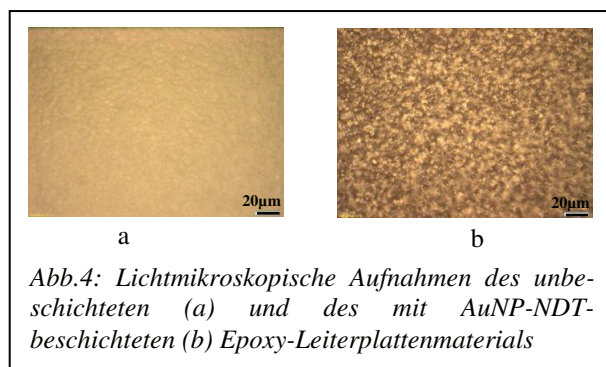 20µm
20µm
a
b
Abb.4: Lichtmikroskopische Aufnahmen des unbe-
schichteten (a) und des mit AuNP-NDT-
beschichteten (b) Epoxy-Leiterplattenmaterials